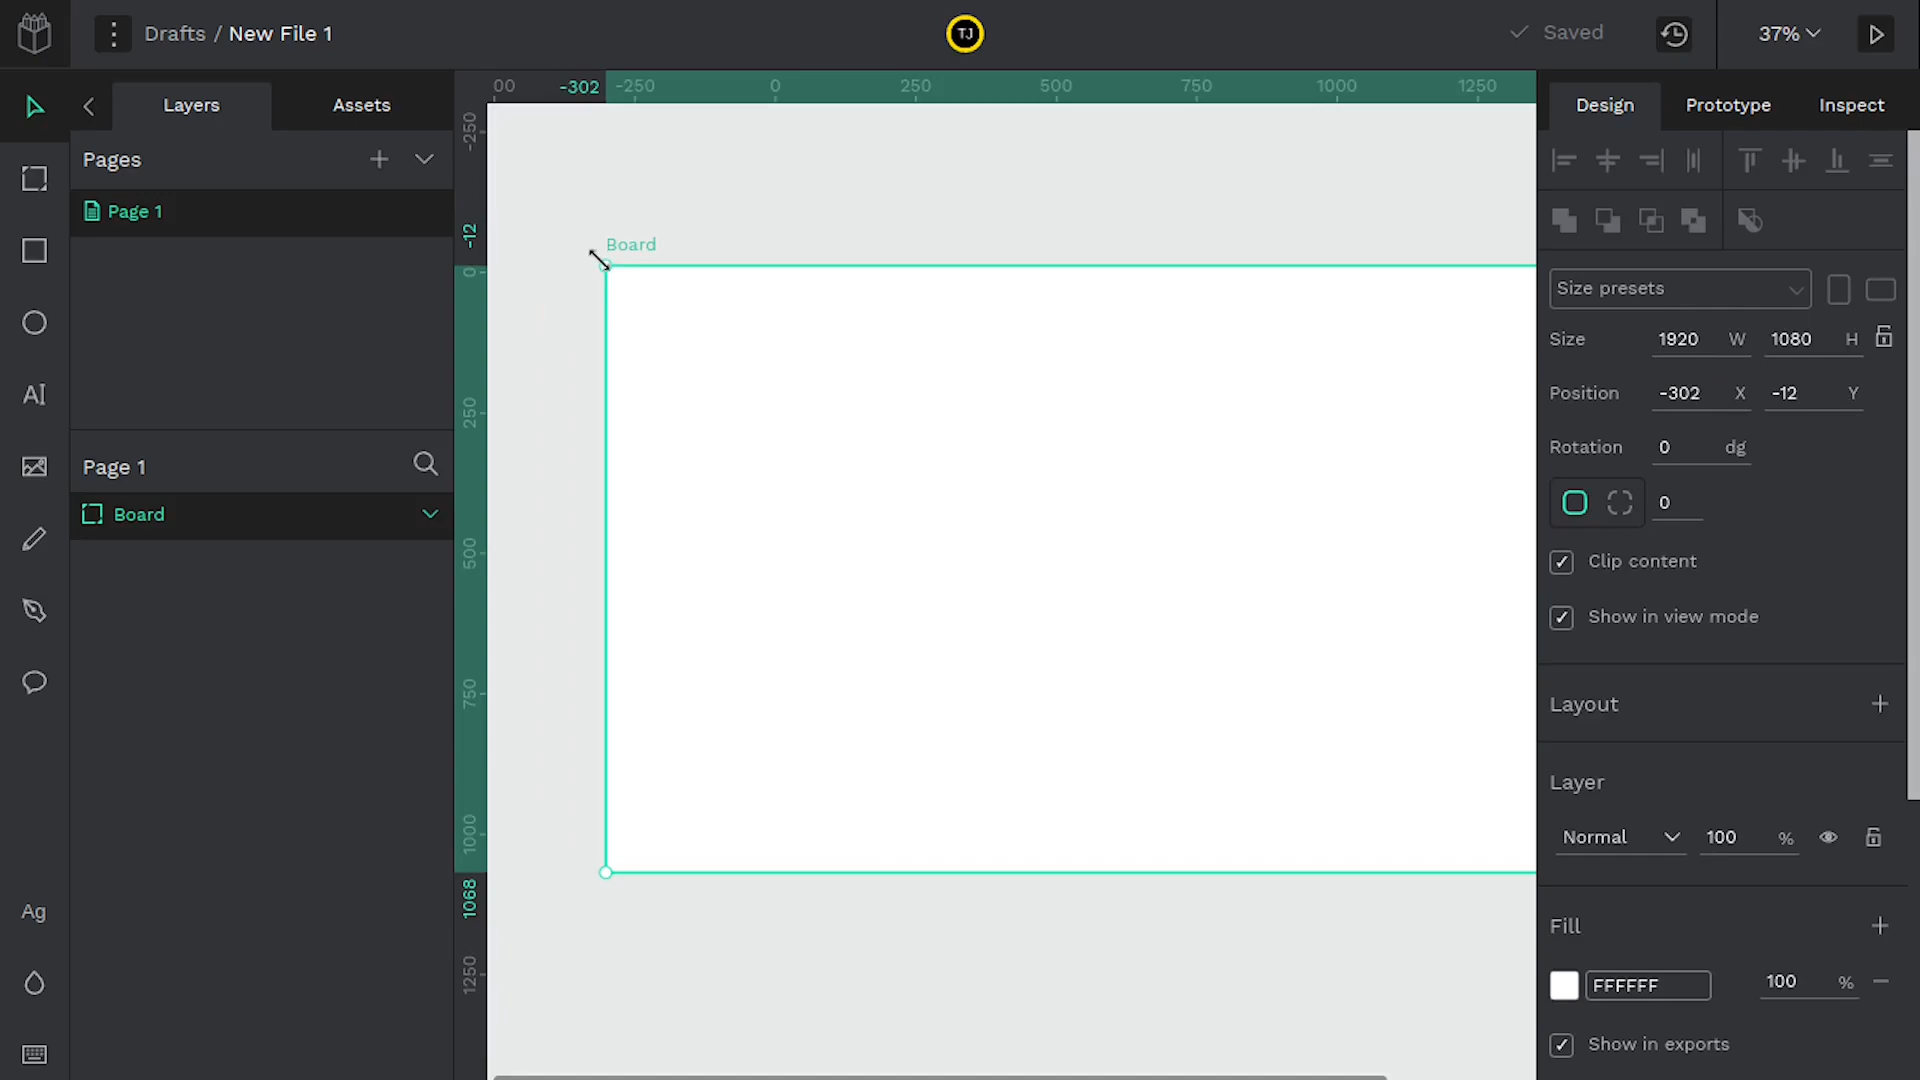 Drafts / New File 1
TJ
Saved
37%
Layers
Assets
Pages
Page 1
Page 1
Board
AI
Ag
00 -302 -250 0 250 500 750 1000 1250
-250
-12
0
250
500
750
1000
1068
1250
Board
Design
Prototype
Inspect
Size presets
Size 1920 W 1080 H
Position -302 X -12 Y
Rotation 0 dg
0
Clip content
Show in view mode
Layout
Layer
Normal 100 %
Fill
FFFFFF 100 %
Show in exports